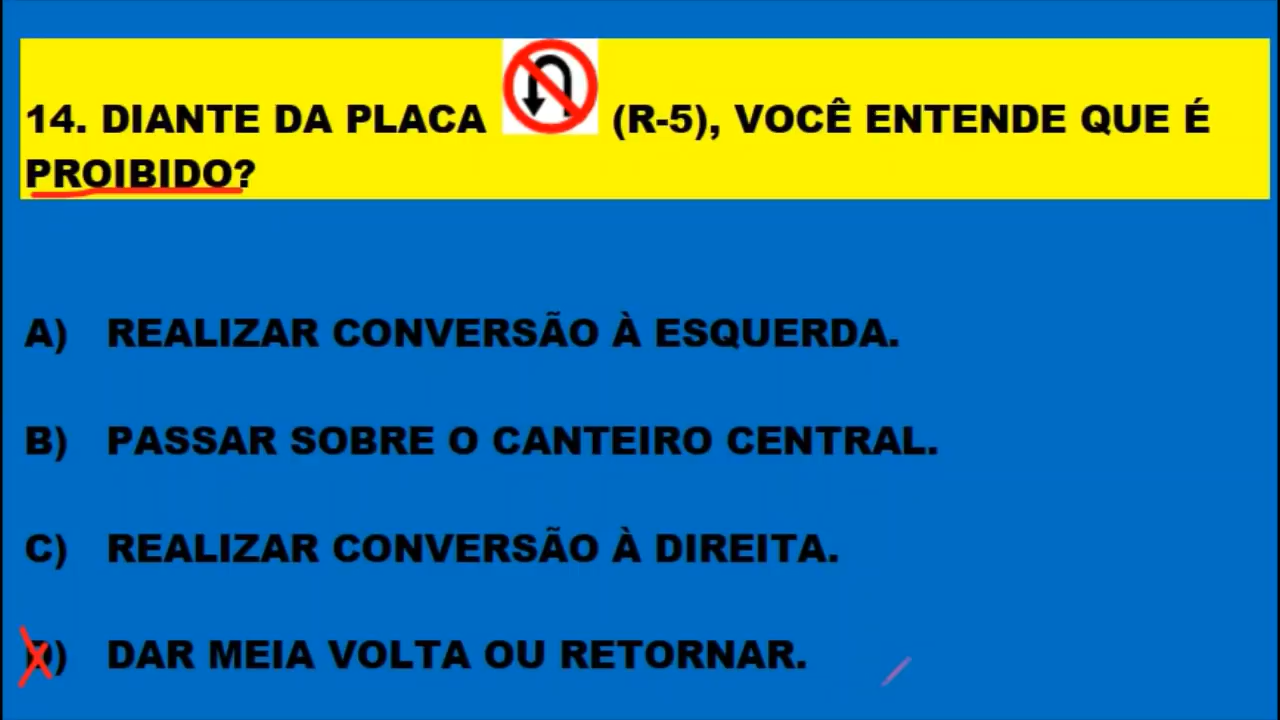 14. DIANTE DA PLACA (R-5), VOCÊ ENTENDE QUE É
PROIBIDO?
A) REALIZAR CONVERSÃO À ESQUERDA.
B) PASSAR SOBRE O CANTEIRO CENTRAL.
C) REALIZAR CONVERSÃO À DIREITA.
D) DAR MEIA VOLTA OU RETORNAR.